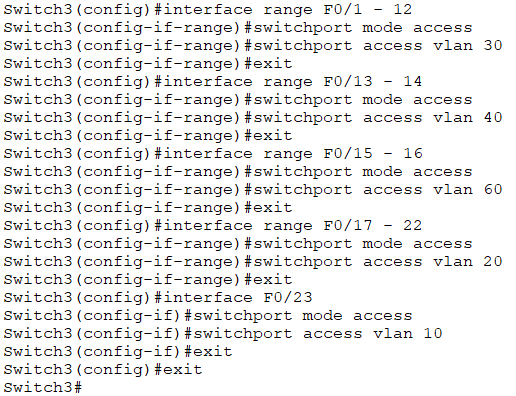 Switch3(config)#interface range F0/1 - 12
Switch3(config-if-range)#switchport mode access
Switch3(config-if-range)#switchport access vlan 30
Switch3(config-if-range)#exit
Switch3(config)#interface range F0/13 - 14
Switch3(config-if-range)#switchport mode access
Switch3(config-if-range)#switchport access vlan 40
Switch3(config-if-range)#exit
Switch3(config)#interface range F0/15 - 16
Switch3(config-if-range)#switchport mode access
Switch3(config-if-range)#switchport access vlan 60
Switch3(config-if-range)#exit
Switch3(config)#interface range F0/17 - 22
Switch3(config-if-range)#switchport mode access
Switch3(config-if-range)#switchport access vlan 20
Switch3(config-if-range)#exit
Switch3(config)#interface F0/23
Switch3(config-if)#switchport mode access
Switch3(config-if)#switchport access vlan 10
Switch3(config-if)#exit
Switch3(config)#exit
Switch3#